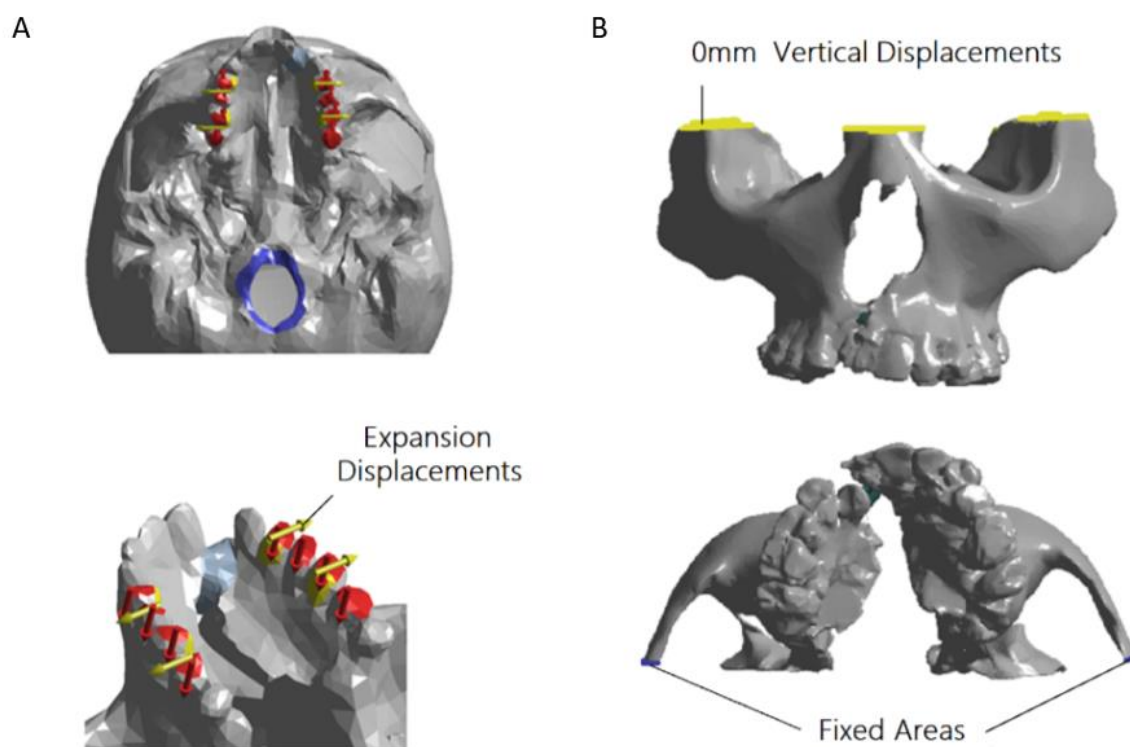 A
B
0mm Vertical Displacements
Expansion
Displacements
Fixed Areas